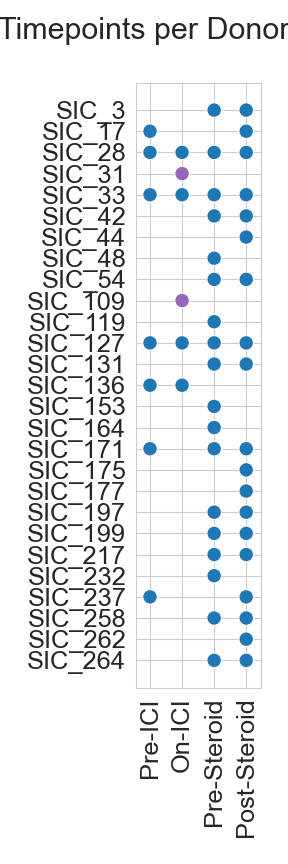 Timepoints per Donor
SIC_3
SIC_17
SIC_28
SIC_31
SIC_33
SIC_42
SIC_44
SIC_48
SIC_54
SIC_109
SIC_119
SIC_127
SIC_131
SIC_136
SIC_153
SIC_164
SIC_171
SIC_175
SIC_177
SIC_197
SIC_199
SIC_217
SIC_232
SIC_237
SIC_258
SIC_262
SIC_264
Pre-ICI
On-ICI
Pre-Steroid
Post-Steroid